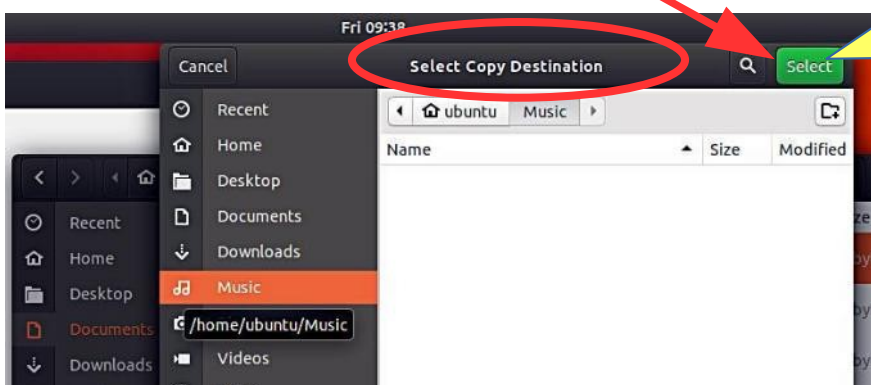 Fri 09:38
Cancel Select Copy Destination Select
Recent ubuntu Music
Home Name Size Modified
Desktop
Documents
Recent
Downloads
Home
Music
Desktop
/home/ubuntu/Music
Documents
Videos
Downloads